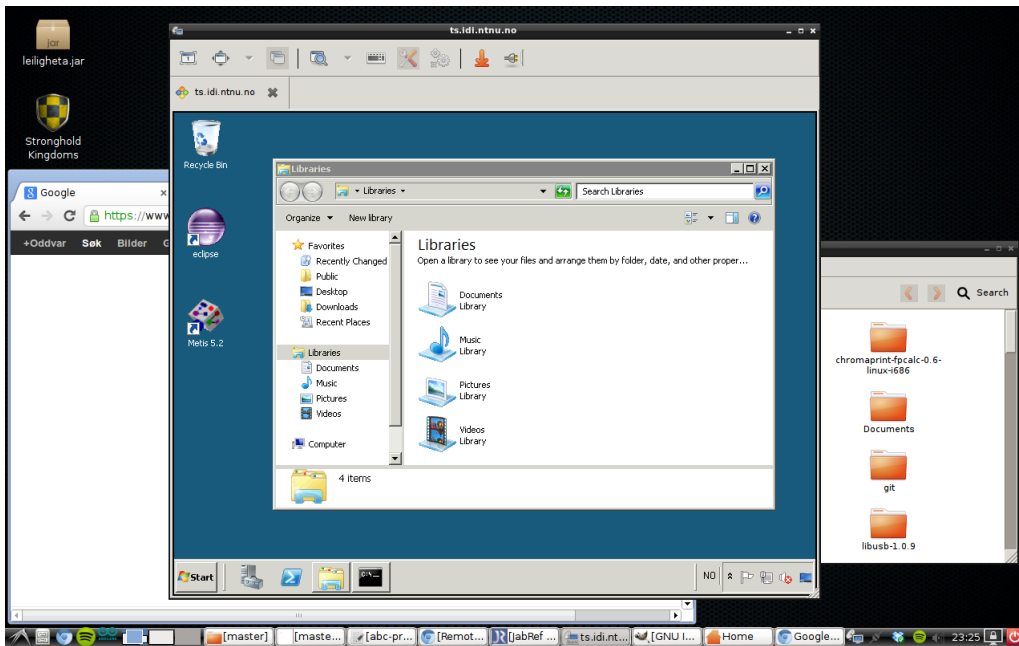 jar
leiligheta.jar
Stronghold
Kingdoms
Google
https://www
+Oddvar Søk Bilder G
ts.idi.ntnu.no
ts.idi.ntnu.no
Recycle Bin
eclipse
Metis 5.2
Libraries
Libraries
Search Libraries
Organize New library
Favorites
Recently Changed
Public
Desktop
Downloads
Recent Places
Libraries
Documents
Music
Pictures
Videos
Computer
Libraries
Open a library to see your files and arrange them by folder, date, and other proper...
Documents
Library
Music
Library
Pictures
Library
Videos
Library
4 items
Start
NO
Search
chromaprint-fpcalc-0.6-
linux-i686
Documents
git
libusb-1.0.9
[master] [maste... [abc-pr... [Remot... [JabRef ... ts.idi.nt... [GNU I... Home Google... 23:25